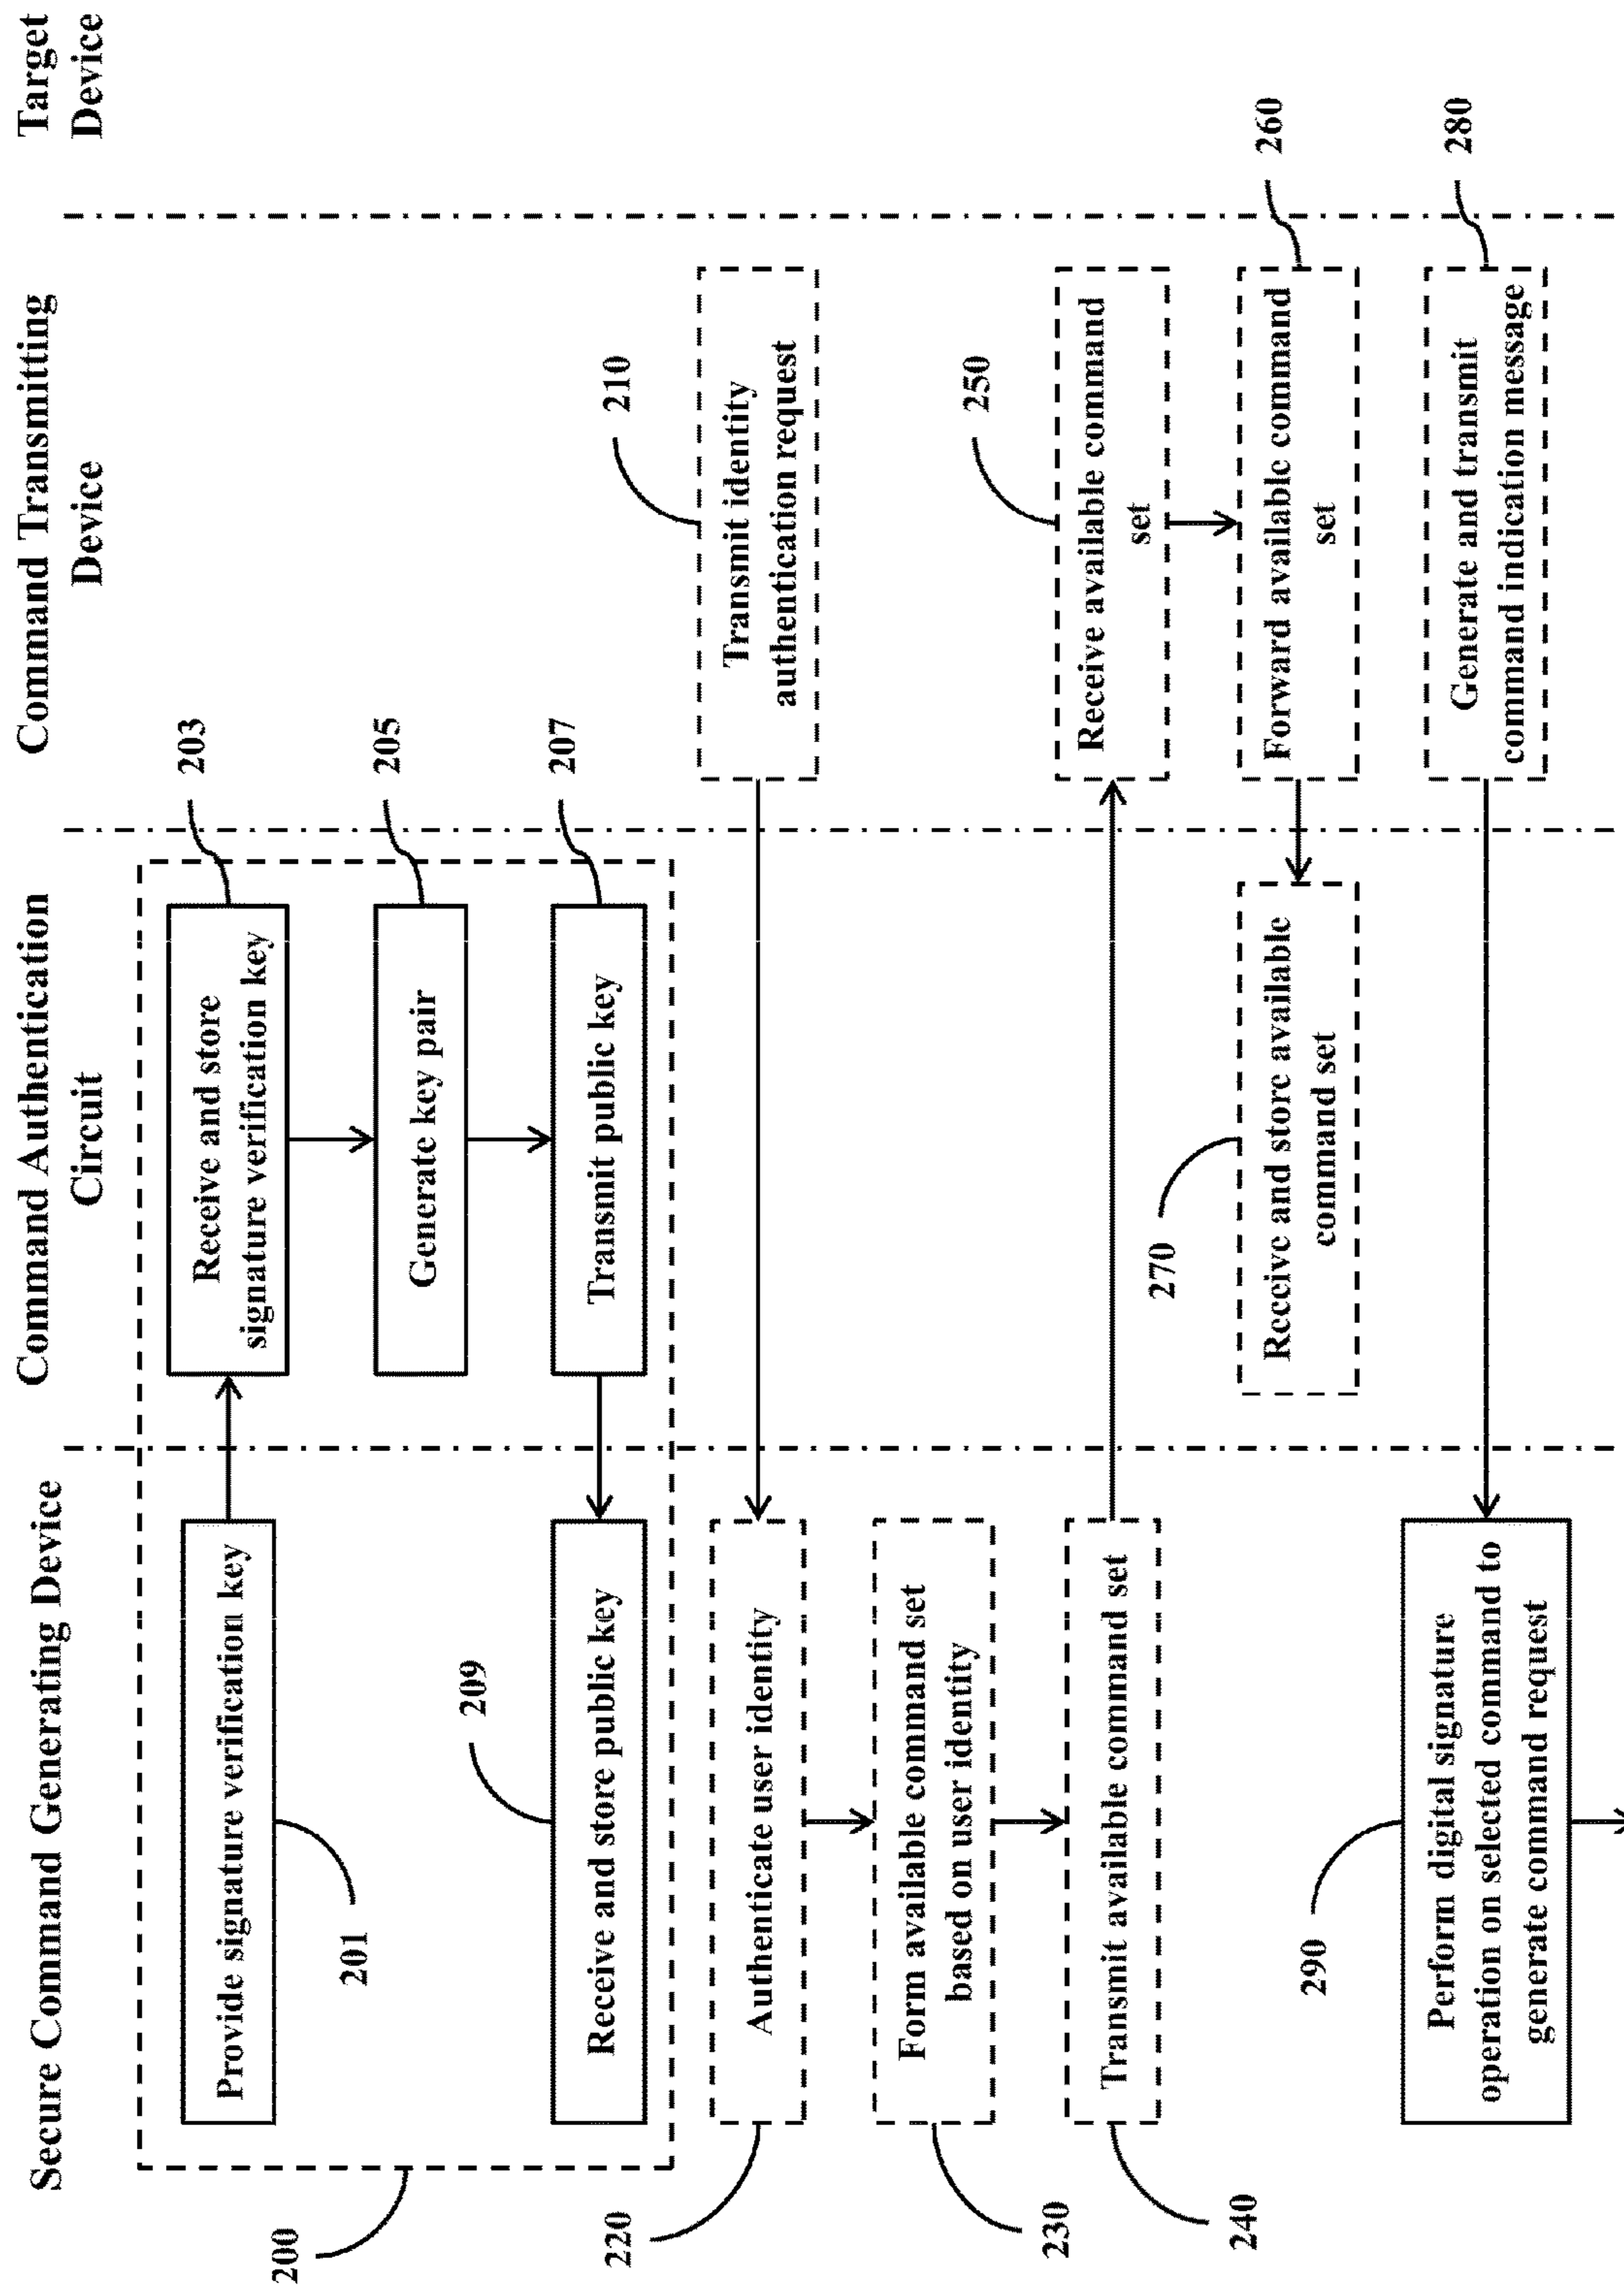 Secure Command Generating Device
Command Authentication
Circuit
Command Transmitting
Device
Target
Device
200
Provide signature verification key
201
Receive and store
signature verification key
203
Generate key pair
205
Transmit public key
207
Receive and store public key
209
Transmit identity
authentication request
210
Authenticate user identity
220
Form available command set
based on user identity
230
Transmit available command set
240
Receive available command
set
250
Forward available command
set
260
Receive and store available
command set
270
Generate and transmit
command indication message
280
Perform digital signature
operation on selected command to
generate command request
290